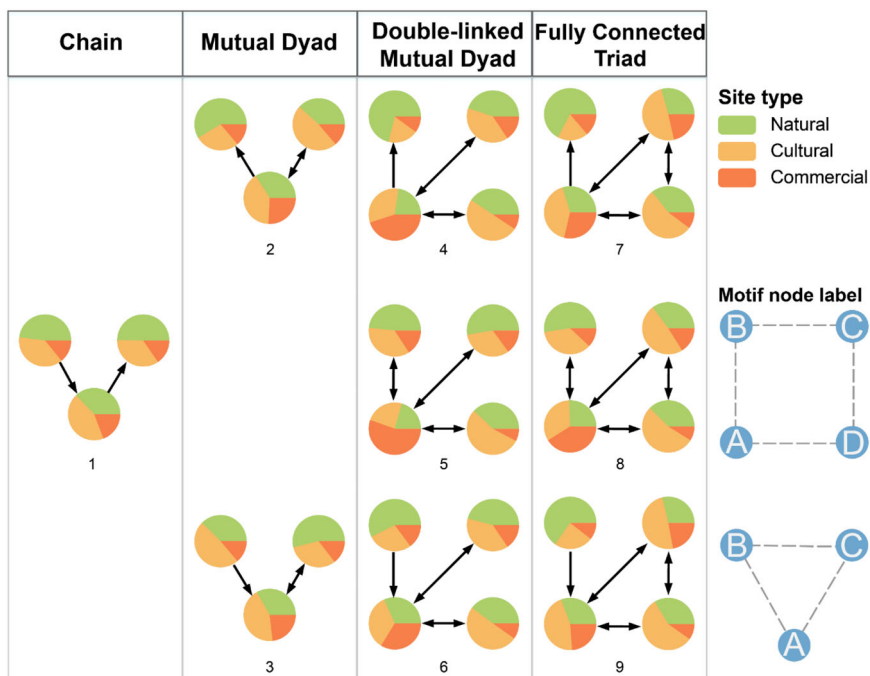 Chain
Mutual Dyad
Double-linked
Mutual Dyad
Fully Connected
Triad
Site type
Natural
Cultural
Commercial
2
4
7
Motif node label
B
C
A
D
1
5
8
B
C
A
3
6
9